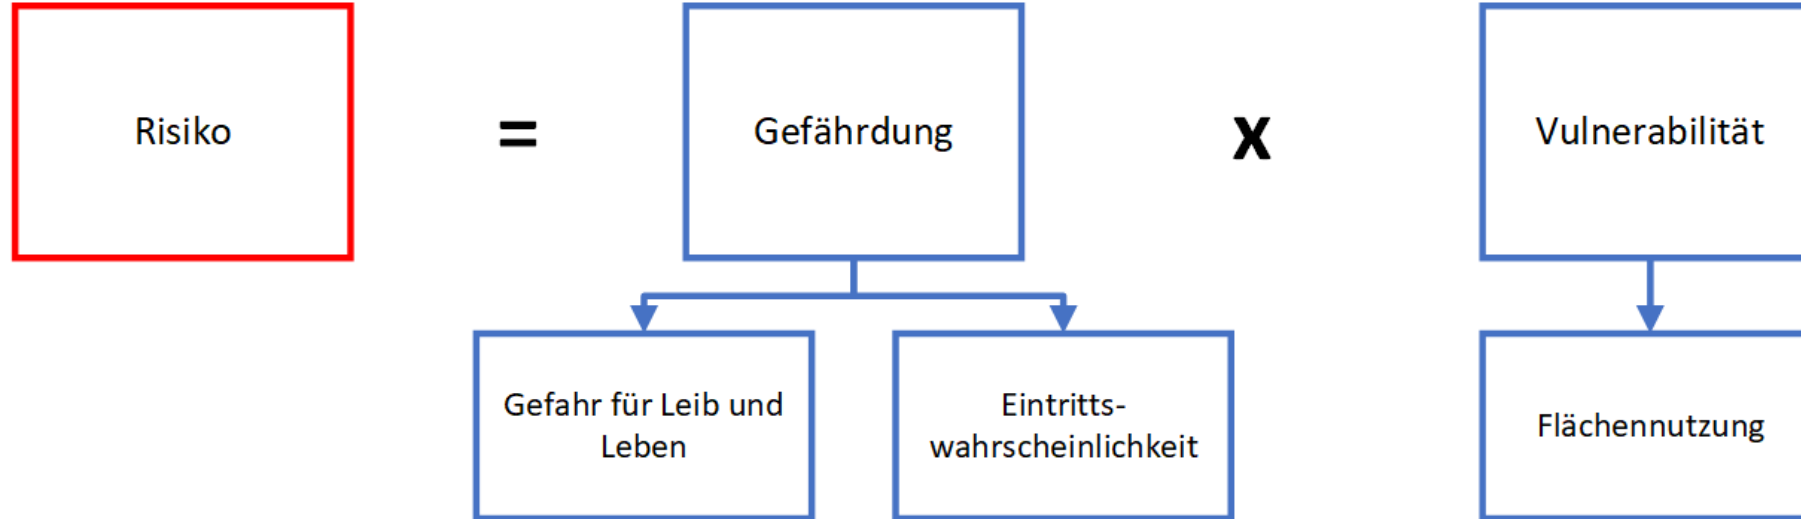 Risiko
=
Gefährdung
x
Vulnerabilität
Gefahr für Leib und
Leben
Eintritts-
wahrscheinlichkeit
Flächennutzung